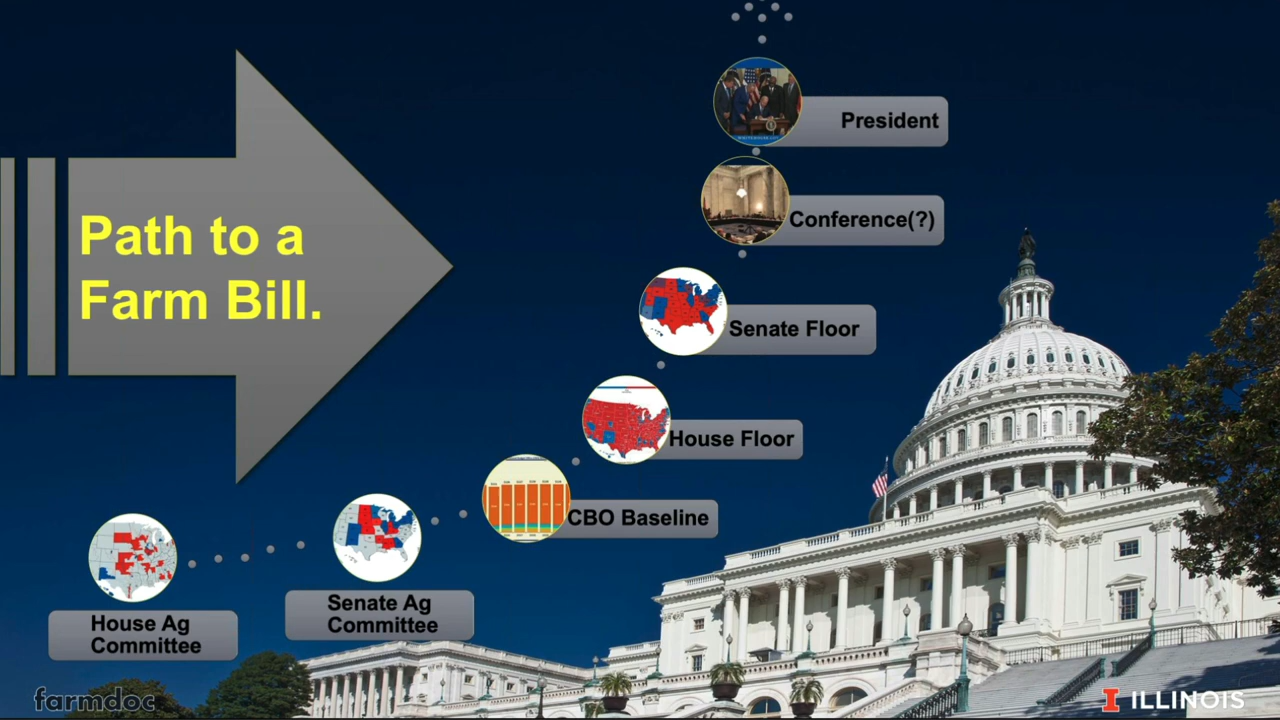 Path to a
Farm Bill.
President
Conference(?)
Senate Floor
House Floor
CBO Baseline
Senate Ag
Committee
House Ag
Committee
farmdoc
I ILLINOIS